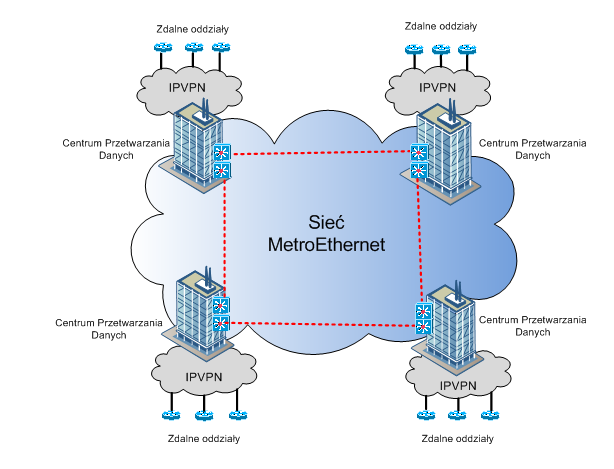 Zdalne oddziały
Zdalne oddziały
IPVPN
IPVPN
Centrum Przetwarzania
Danych
Centrum Przetwarzania
Danych
Sieć
MetroEthernet
Centrum Przetwarzania
Danych
Centrum Przetwarzania
Danych
IPVPN
IPVPN
Zdalne oddziały
Zdalne oddziały